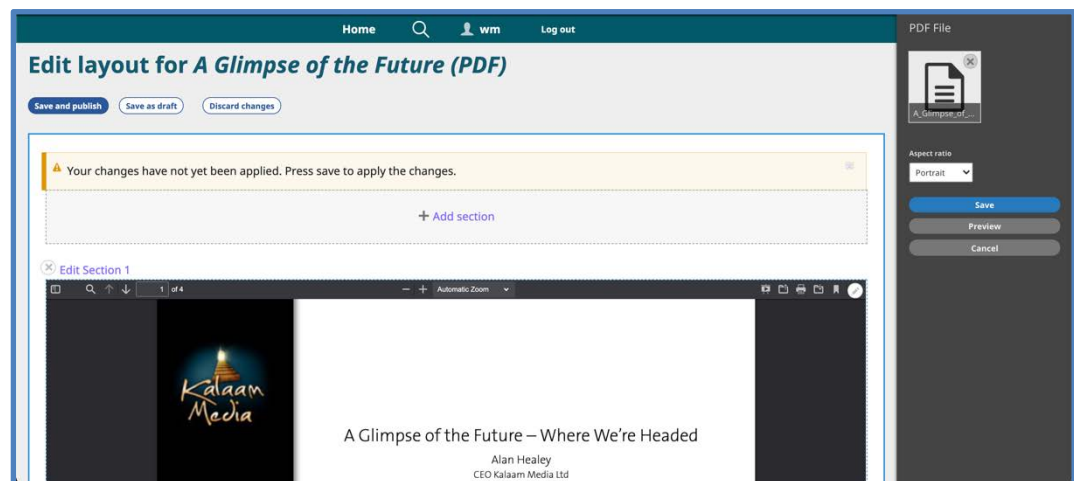 Home wm Log out
Edit layout for A Glimpse of the Future (PDF)
Save and publish Save as draft Discard changes
Your changes have not yet been applied. Press save to apply the changes.
+ Add section
Edit Section 1
1 of 4 Automatic Zoom
Kalaam
Media
A Glimpse of the Future – Where We're Headed
Alan Healey
CEO Kalaam Media Ltd
PDF File
A_Glimpse_of_...
Aspect ratio
Portrait
Save
Preview
Cancel